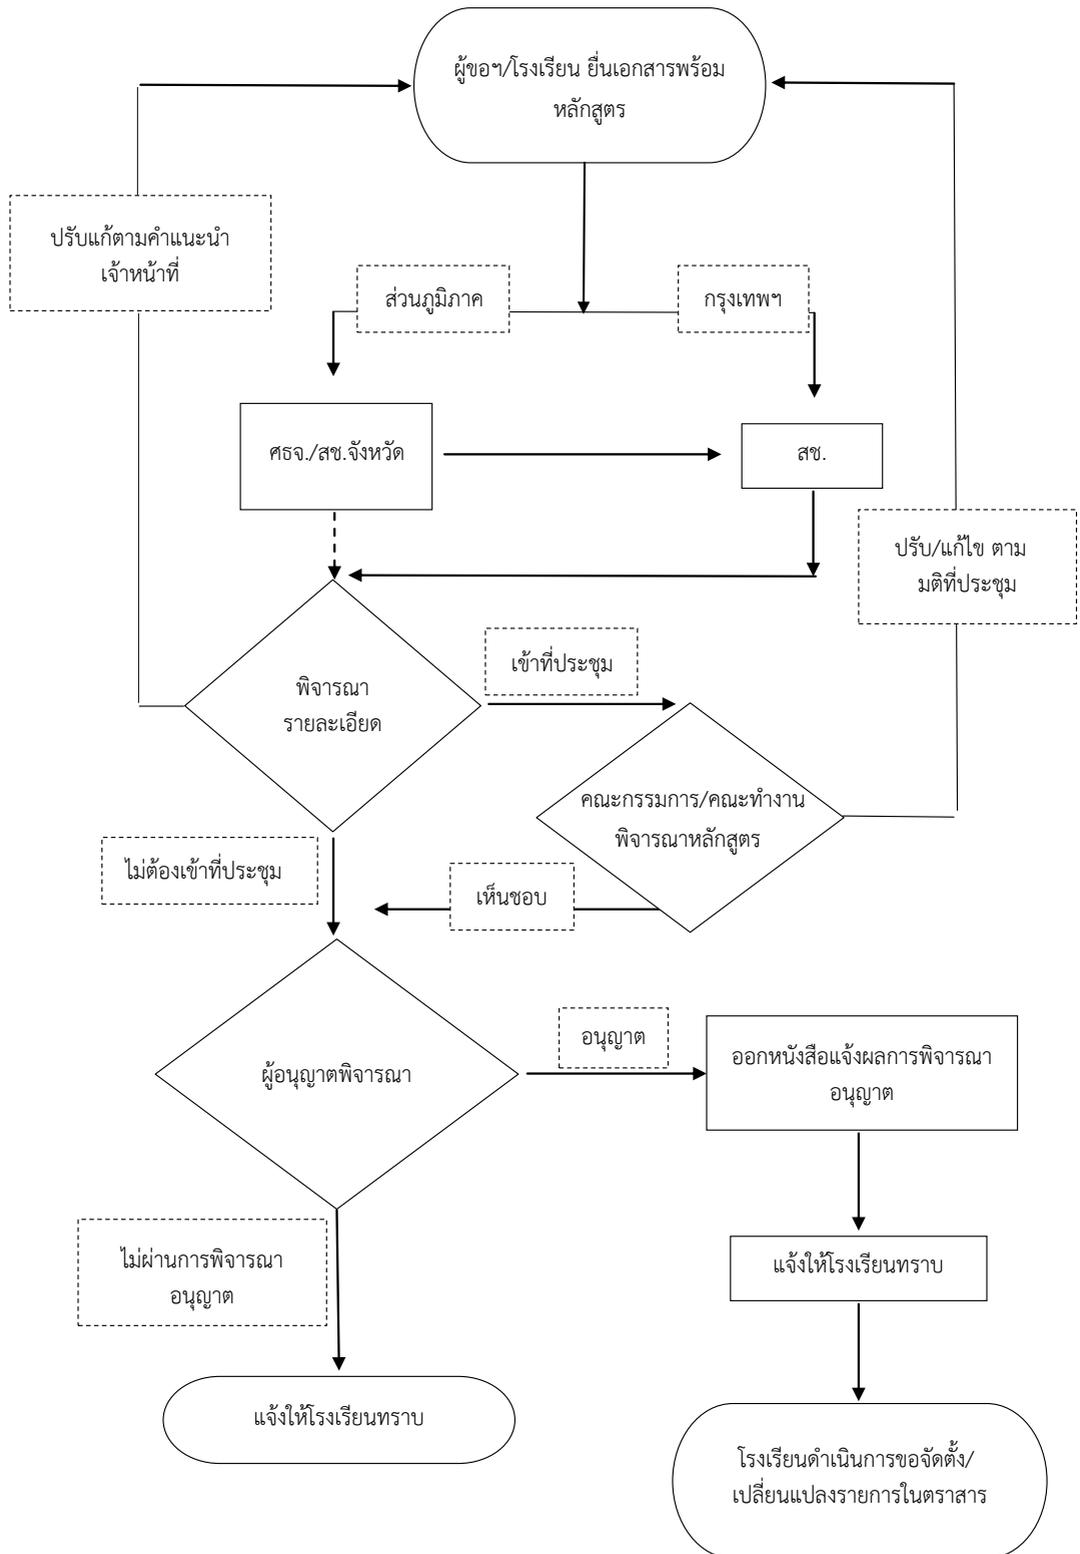 ผู้ขอฯ/โรงเรียน ยื่นเอกสารพร้อม
หลักสูตร
ปรับแก้ตามคำแนะนำ
เจ้าหน้าที่
ส่วนภูมิภาค
กรุงเทพฯ
ศธจ./สช.จังหวัด
สช.
ปรับ/แก้ไข ตาม
มติที่ประชุม
เข้าที่ประชุม
พิจารณา
รายละเอียด
คณะกรรมการ/คณะทำงาน
พิจารณาหลักสูตร
ไม่ต้องเข้าที่ประชุม
เห็นชอบ
อนุญาต
ผู้อนุญาตพิจารณา
ออกหนังสือแจ้งผลการพิจารณา
อนุญาต
ไม่ผ่านการพิจารณา
อนุญาต
แจ้งให้โรงเรียนทราบ
แจ้งให้โรงเรียนทราบ
โรงเรียนดำเนินการขอจัดตั้ง/
เปลี่ยนแปลงรายการในตราสาร